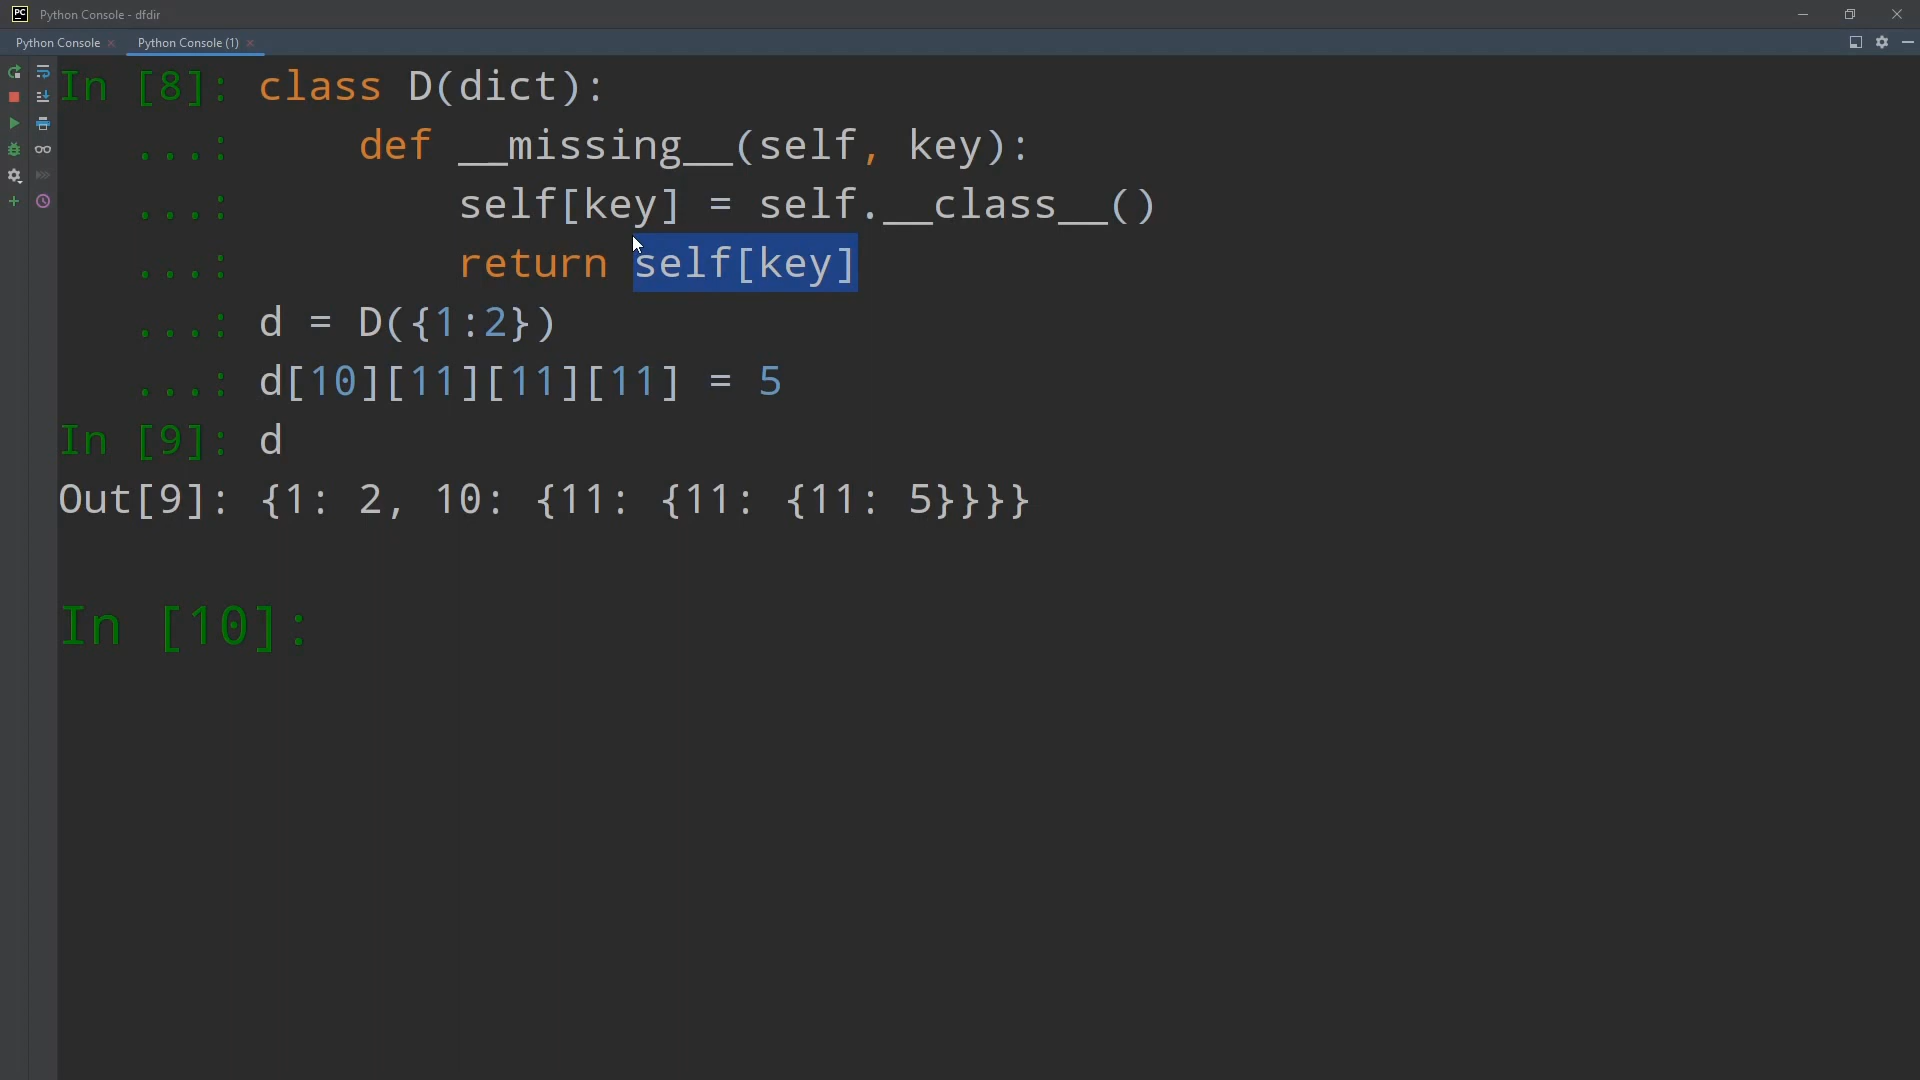 PC Python Console - dfdir
Python Console Python Console (1)
In [8]: class D(dict):
   ...:     def __missing__(self, key):
   ...:         self[key] = self.__class__()
   ...:         return self[key]
   ...: d = D({1:2})
   ...: d[10][11][11][11] = 5
In [9]: d
Out[9]: {1: 2, 10: {11: {11: {11: 5}}}}
In [10]: